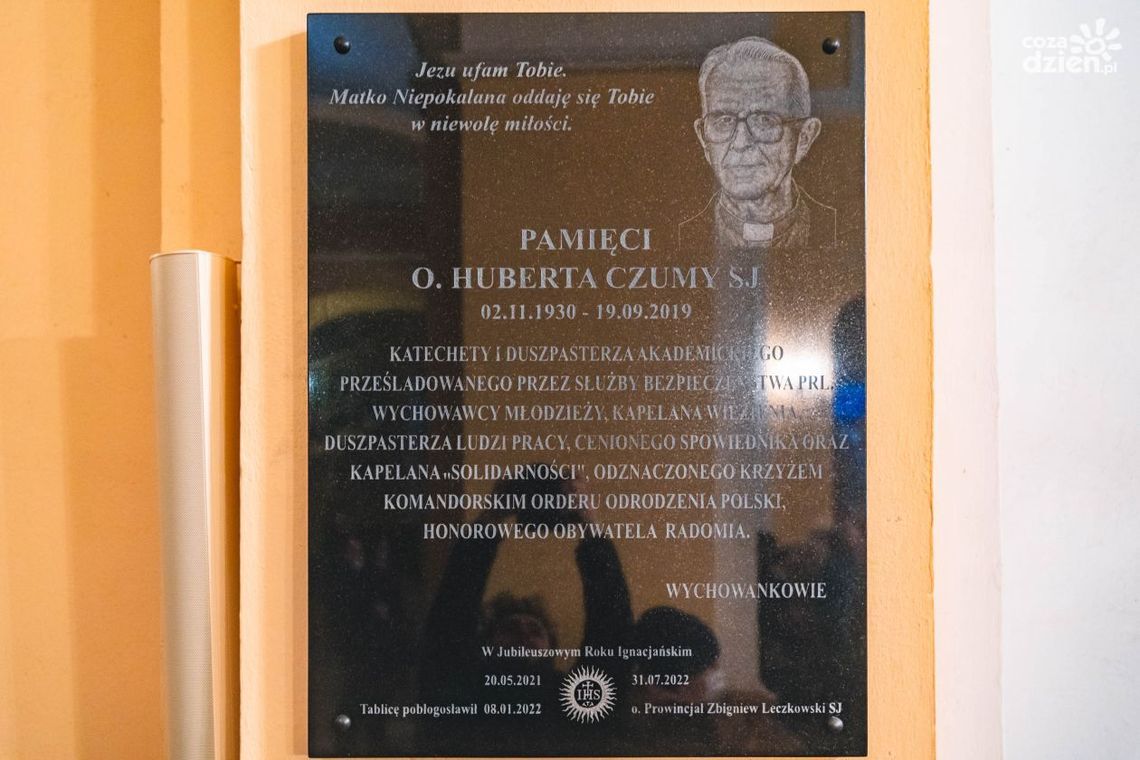 Jezu ufam Tobie.
Matko Niepokalana oddaję się Tobie
w niewolę miłości.
PAMIĘCI
O. HUBERTA CZUMY SJ
02.11.1930 - 19.09.2019
KATECHETY I DUSZPASTERZA AKADEMICKIEGO
PRZEŚLADOWANEGO PRZEZ SŁUŻBY BEZPIECZEŃSTWA PRL,
WYCHOWAWCY MŁODZIEŻY, KAPELANA WIĘZIENIA,
DUSZPASTERZA LUDZI PRACY, CENIONEGO SPOWIEDNIKA ORAZ
KAPELANA „SOLIDARNOŚCI", ODZNACZONEGO KRZYŻEM
KOMANDORSKIM ORDERU ODRODZENIA POLSKI,
HONOROWEGO OBYWATELA RADOMIA.
WYCHOWANKOWIE
W Jubileuszowym Roku Ignacjańskim
20.05.2021 31.07.2022
IHS
Tablicę pobłogosławił 08.01.2022 o. Prowincjał Zbigniew Leczkowski SJ
coza
dzień.pl